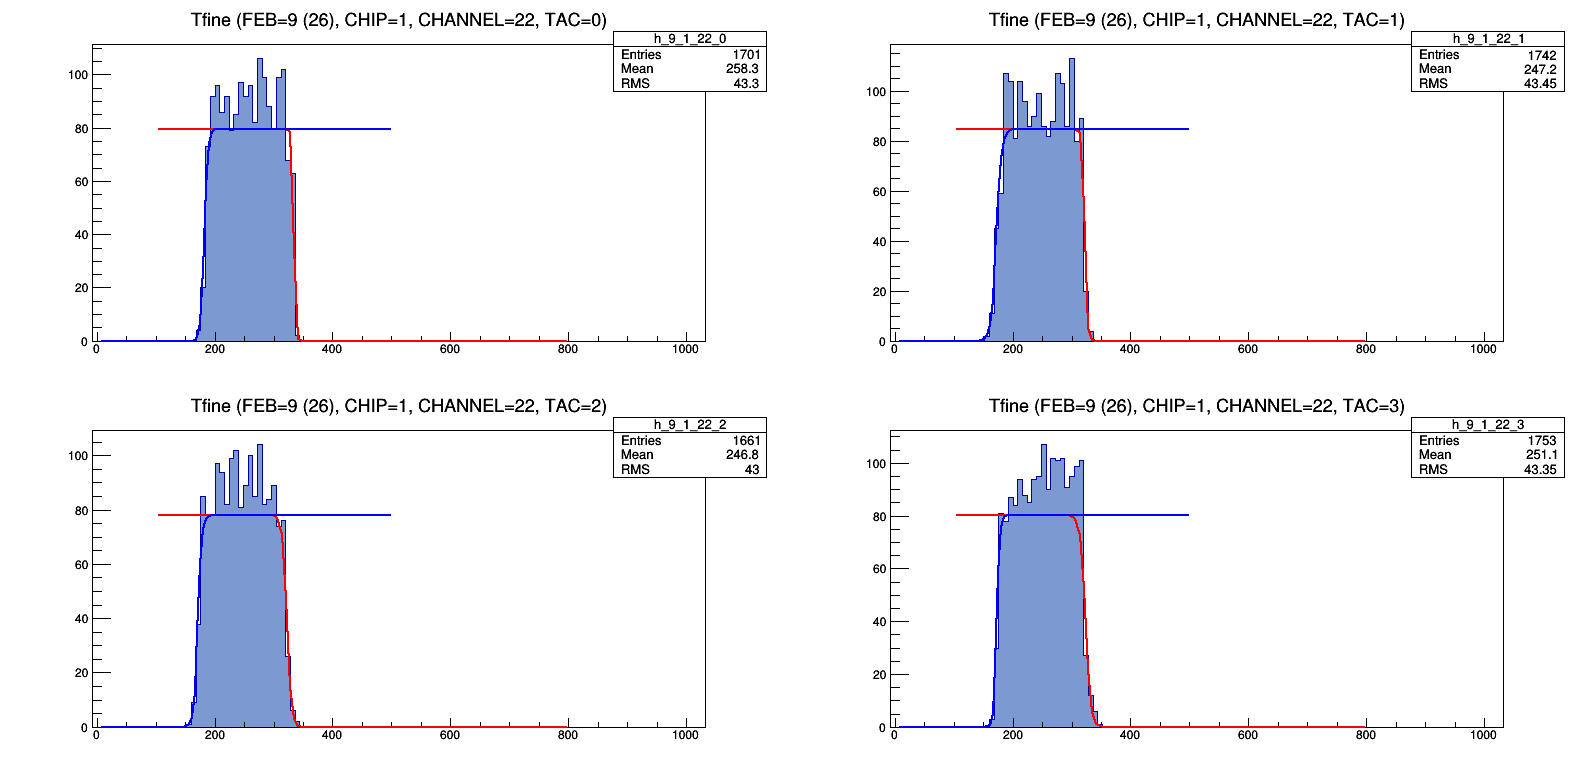 Tfine (FEB=9 (26), CHIP=1, CHANNEL=22, TAC=0)
h_9_1_22_0
Entries 1701
Mean 258.3
RMS 43.3
100
80
60
40
20
0
0 200 400 600 800 1000
Tfine (FEB=9 (26), CHIP=1, CHANNEL=22, TAC=1)
h_9_1_22_1
Entries 1742
Mean 247.2
RMS 43.45
100
80
60
40
20
0
0 200 400 600 800 1000
Tfine (FEB=9 (26), CHIP=1, CHANNEL=22, TAC=2)
h_9_1_22_2
Entries 1661
Mean 246.8
RMS 43
100
80
60
40
20
0
0 200 400 600 800 1000
Tfine (FEB=9 (26), CHIP=1, CHANNEL=22, TAC=3)
h_9_1_22_3
Entries 1753
Mean 251.1
RMS 43.35
100
80
60
40
20
0
0 200 400 600 800 1000